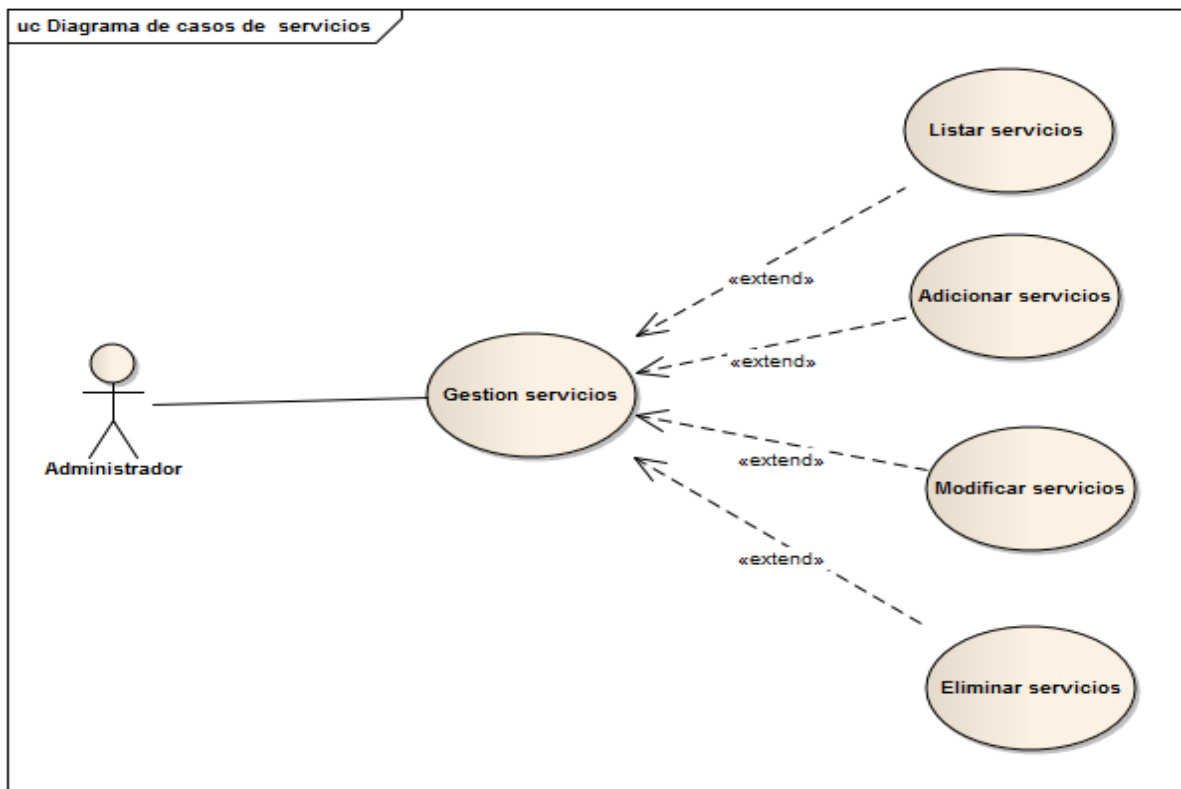 uc Diagrama de casos de  servicios
Listar servicios
«extend»
Adicionar servicios
«extend»
Gestion servicios
Administrador
«extend»
Modificar servicios
«extend»
Eliminar servicios